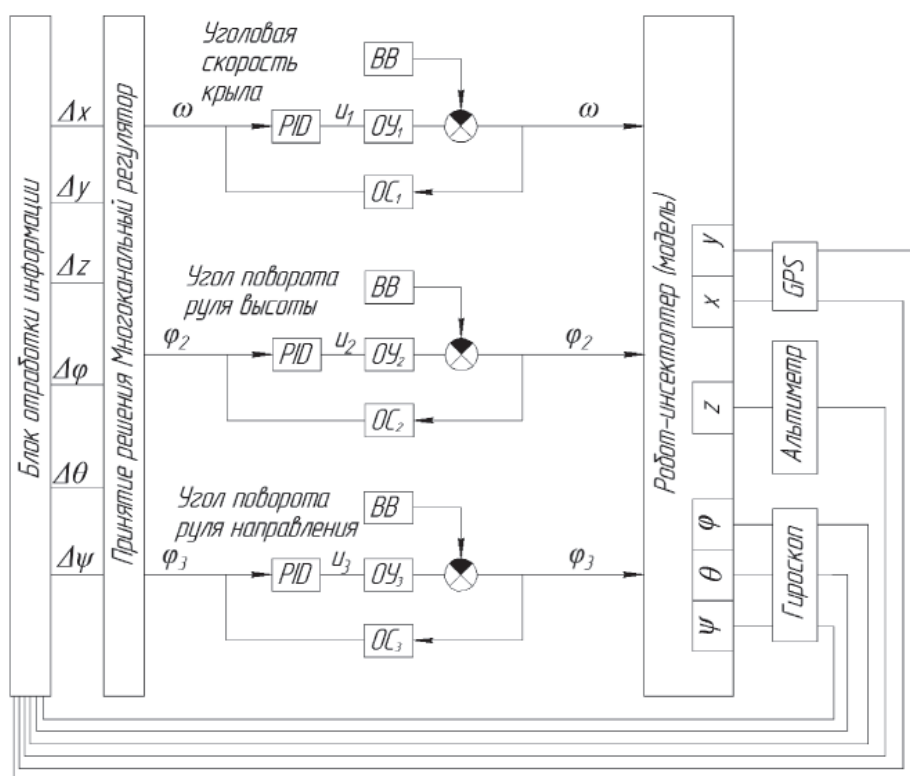 Блок отработки информации
Δx
Δy
Δz
Δφ
Δθ
Δψ
Принятие решения Многоканальный регулятор
Уголовая
скорость
крыла
ω
PID
u₁
ОУ₁
ВВ
ОС₁
ω
Угол поворота
руля высоты
φ₂
PID
u₂
ОУ₂
ВВ
ОС₂
φ₂
Угол поворота
руля направления
φ₃
PID
u₃
ОУ₃
ВВ
ОС₃
φ₃
Робот-инсектоптер (модель)
y
x
z
φ
θ
ψ
GPS
Альтиметр
Гироскоп